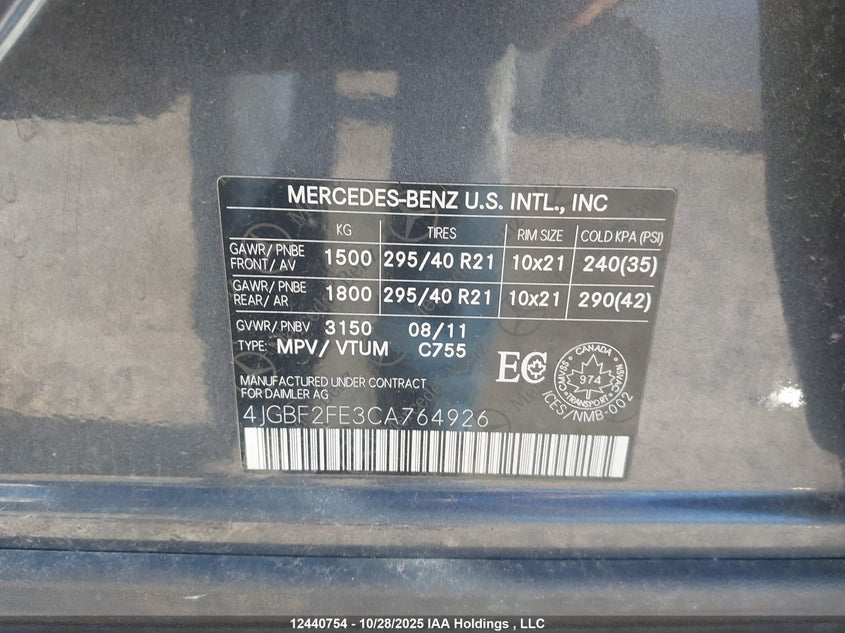 MERCEDES-BENZ U.S. INTL., INC
KG TIRES RIM SIZE COLD KPA (PSI)
GAWR/ PNBE FRONT/ AV 1500 295/40 R21 10x21 240(35)
GAWR/ PNBE REAR/ AR 1800 295/40 R21 10x21 290(42)
GVWR/ PNBV 3150 08/11
TYPE: MPV/ VTUM C755
EC
CANADA
974
TRANSPORT
ICES/NMB-002
MANUFACTURED UNDER CONTRACT
FOR DAIMLER AG
4JGBF2FE3CA764926
12440754 - 10/28/2025 IAA Holdings , LLC